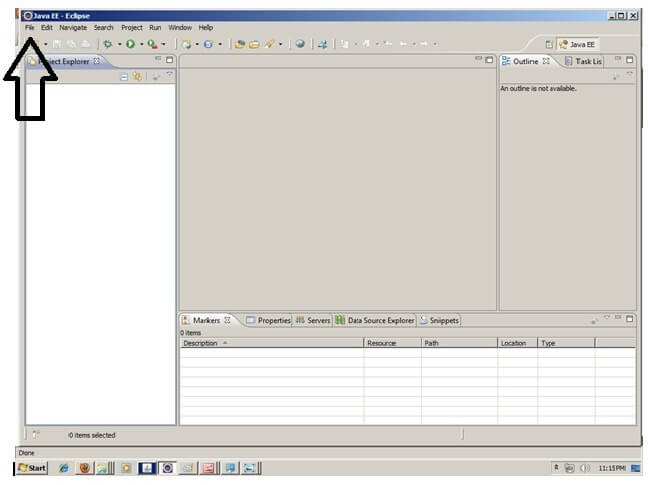 Java EE - Eclipse
File Edit Navigate Search Project Run Window Help
Java EE
Project Explorer
Outline Task Lis
An outline is not available.
Markers Properties Servers Data Source Explorer Snippets
0 items
Description Resource Path Location Type
0 items selected
Done
Start 11:15 PM